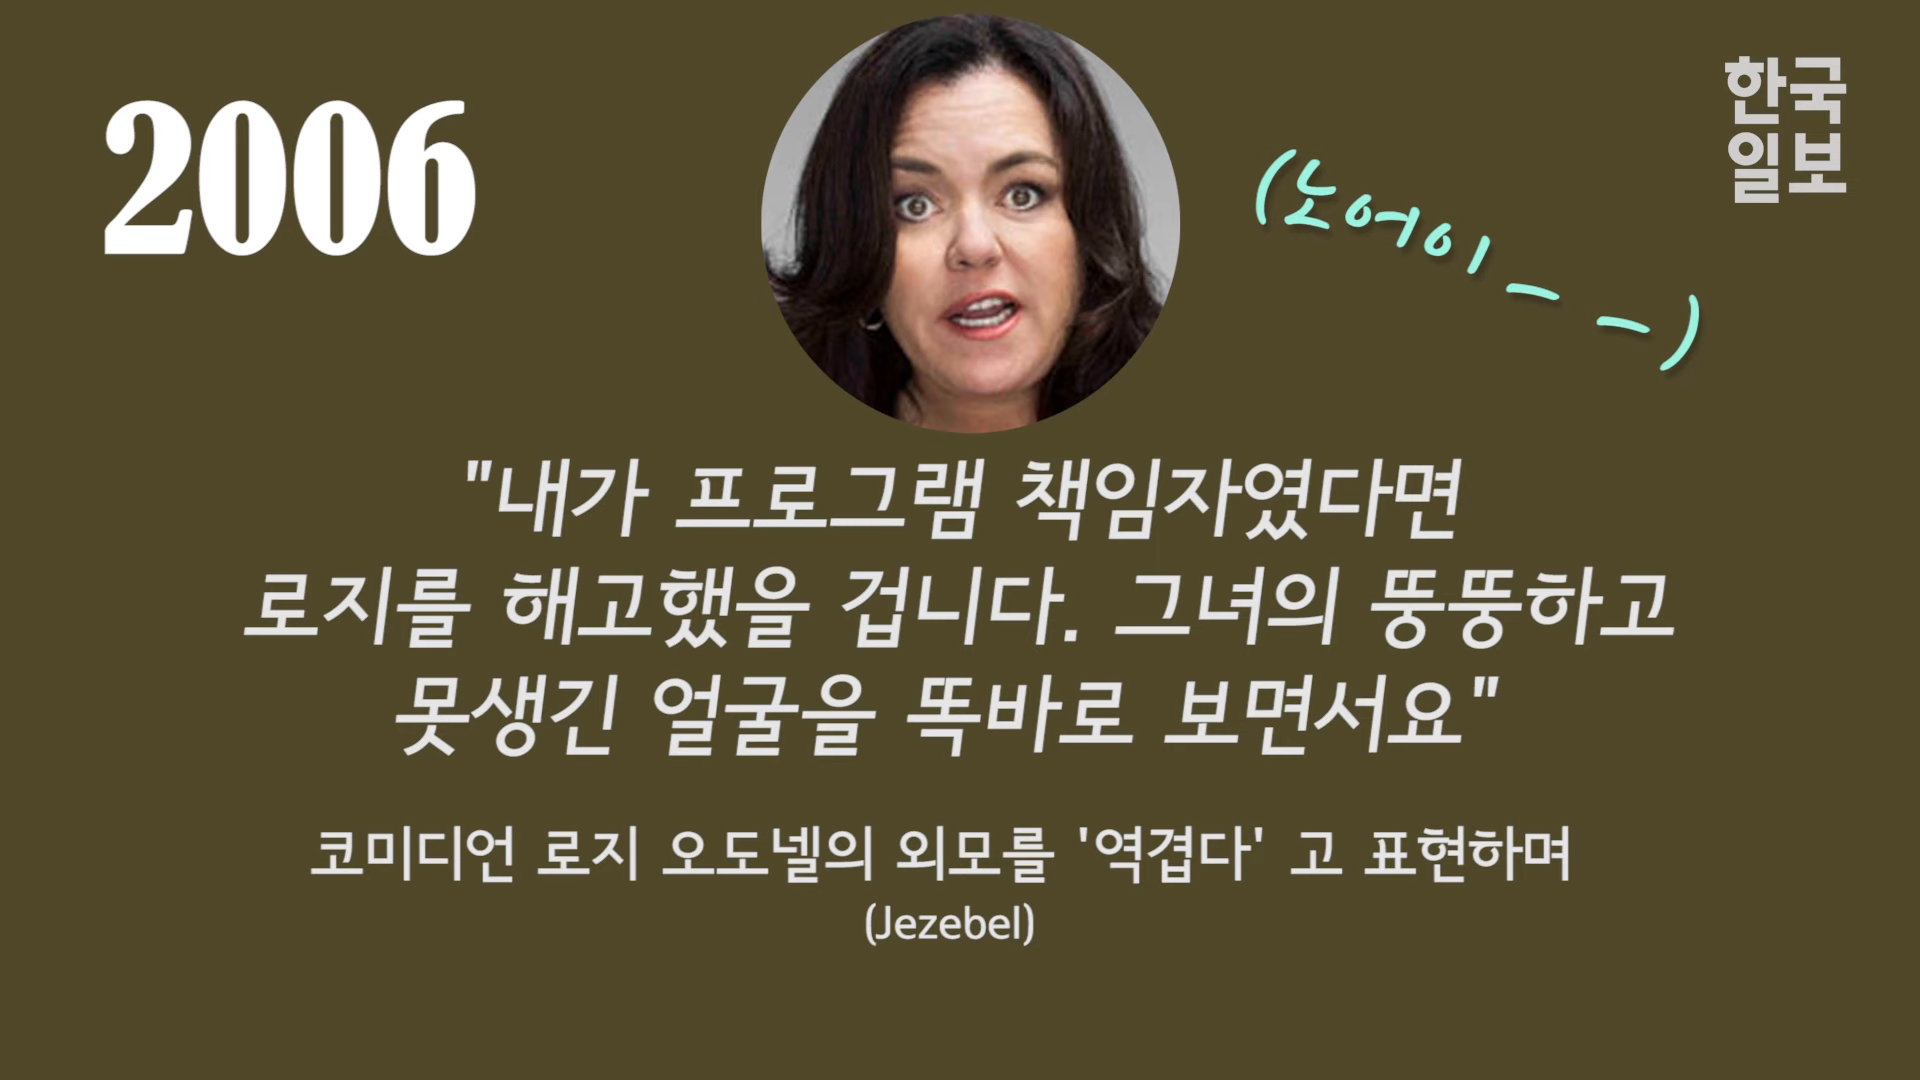 2006
한국
일보
(노어이ㅡㅡ)
"내가 프로그램 책임자였다면
로지를 해고했을 겁니다. 그녀의 뚱뚱하고
못생긴 얼굴을 똑바로 보면서요"
코미디언 로지 오도넬의 외모를 '역겹다' 고 표현하며
(Jezebel)